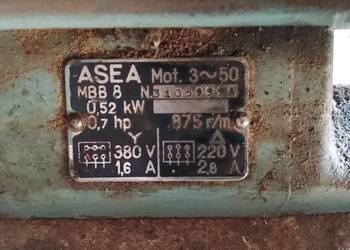 ASEA Mot. 3~50
MBB 8 N.
0,52 kW
0,7 hp 875 r/m
Y Δ
380 V 220 V
1,6 A 2,8 A